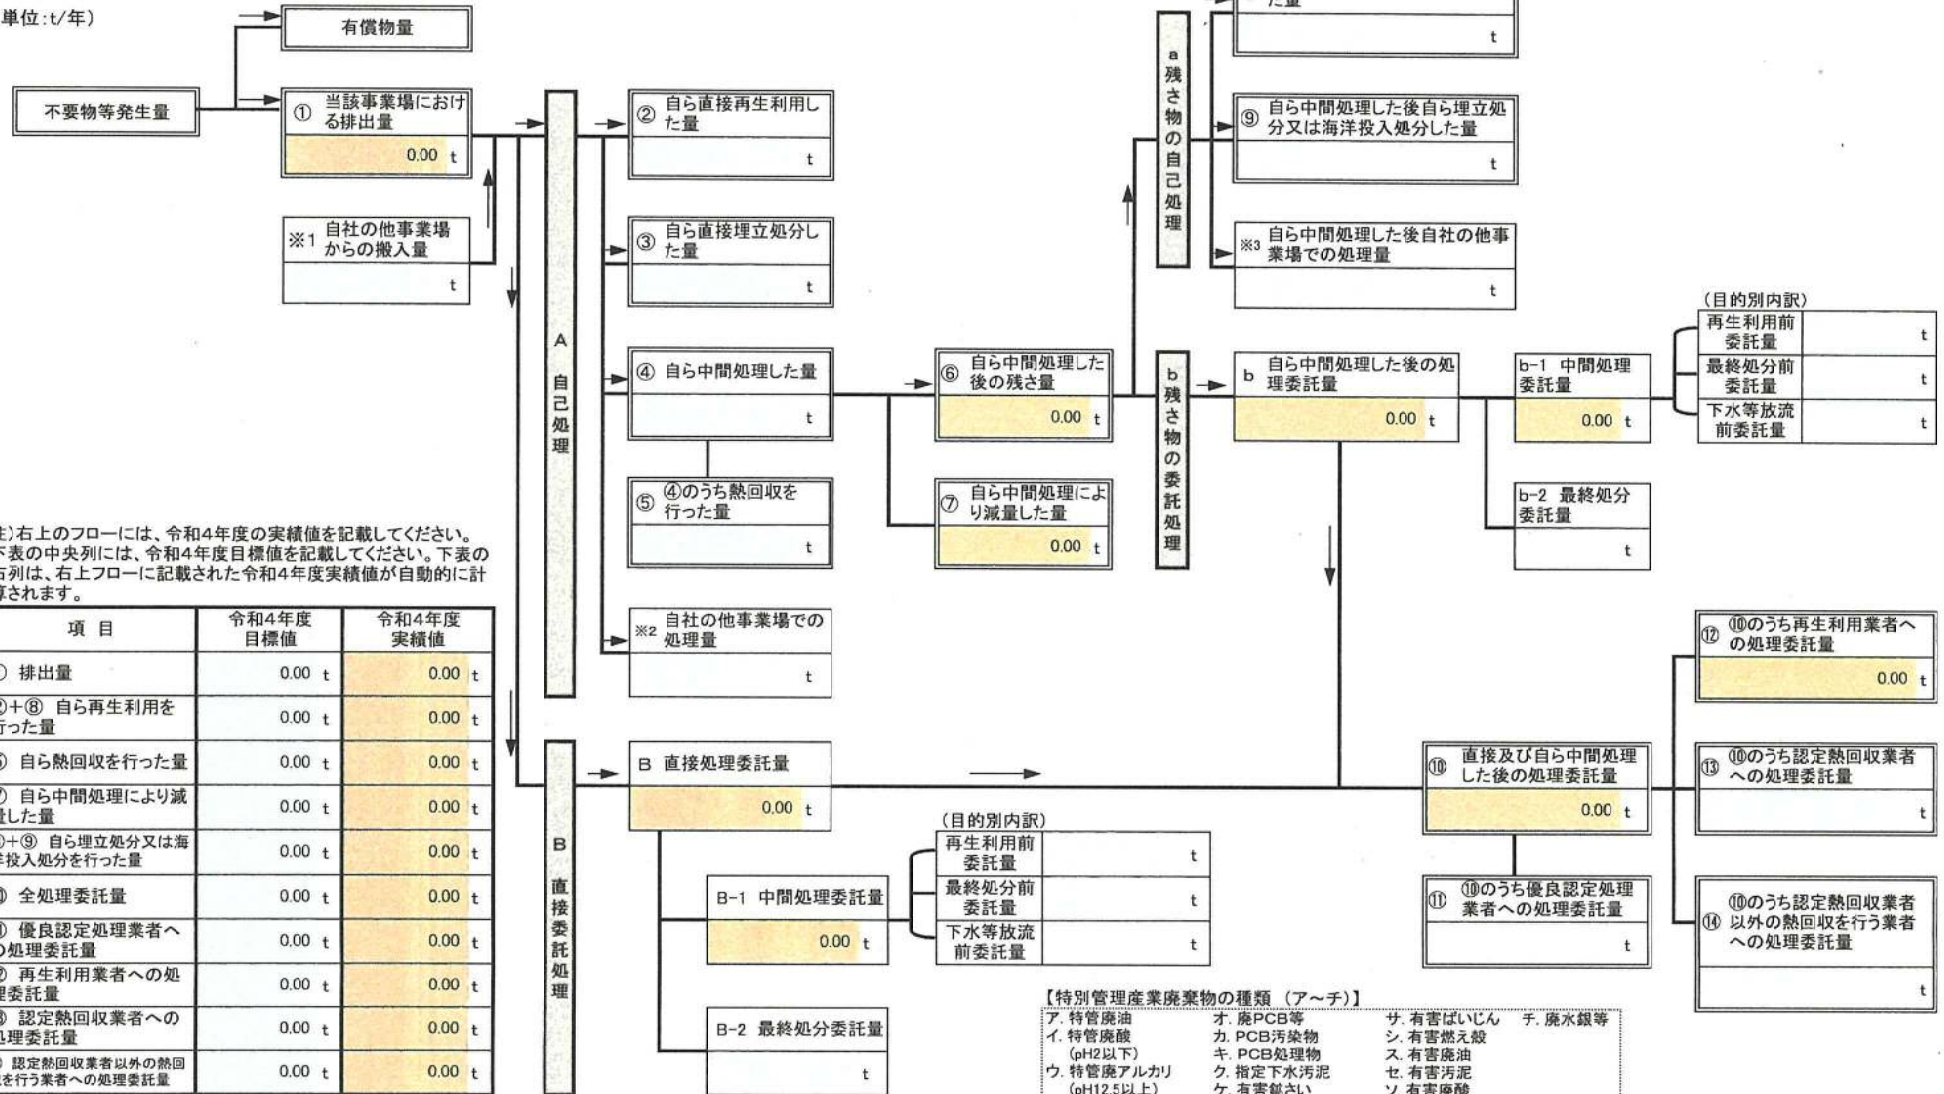 単位:t/年)
有償物量
不要物等発生量
① 当該事業場におけ
る排出量
0.00 t
※1 自社の他事業場
からの搬入量
t
A 自己処理
② 自ら直接再生利用し
た量
t
③ 自ら直接埋立処分し
た量
t
④ 自ら中間処理した量
t
⑤ ④のうち熱回収を
行った量
t
※2 自社の他事業場での
処理量
t
⑥ 自ら中間処理した
後の残さ量
0.00 t
⑦ 自ら中間処理によ
り減量した量
0.00 t
a 残さ物の自己処理
た量
t
⑨ 自ら中間処理した後自ら埋立処
分又は海洋投入処分した量
t
※3 自ら中間処理した後自社の他事
業場での処理量
t
b 残さ物の委託処理
b 自ら中間処理した後の処
理委託量
0.00 t
b-1 中間処理
委託量
0.00 t
(目的別内訳)
再生利用前
委託量 t
最終処分前
委託量 t
下水等放流
前委託量 t
b-2 最終処分
委託量
t
注)右上のフローには、令和4年度の実績値を記載してください。
下表の中央列には、令和4年度目標値を記載してください。下表の
右列は、右上フローに記載された令和4年度実績値が自動的に計
算されます。
項 目 令和4年度 令和4年度
目標値 実績値
排出量 0.00 t 0.00 t
②+⑧ 自ら再生利用を
行った量 0.00 t 0.00 t
自ら熱回収を行った量 0.00 t 0.00 t
自ら中間処理により減
量した量 0.00 t 0.00 t
+⑨ 自ら埋立処分又は海
洋投入処分を行った量 0.00 t 0.00 t
全処理委託量 0.00 t 0.00 t
優良認定処理業者へ
の処理委託量 0.00 t 0.00 t
再生利用業者への処
理委託量 0.00 t 0.00 t
認定熱回収業者への
処理委託量 0.00 t 0.00 t
認定熱回収業者以外の熱回
収を行う業者への処理委託量 0.00 t 0.00 t
B 直接委託処理
B 直接処理委託量
0.00 t
B-1 中間処理委託量
0.00 t
(目的別内訳)
再生利用前
委託量 t
最終処分前
委託量 t
下水等放流
前委託量 t
B-2 最終処分委託量
t
⑩ 直接及び自ら中間処理
した後の処理委託量
0.00 t
⑪ ⑩のうち優良認定処理
業者への処理委託量
t
⑫ ⑩のうち再生利用業者へ
の処理委託量
0.00 t
⑬ ⑩のうち認定熱回収業者
への処理委託量
t
⑭ ⑩のうち認定熱回収業者
以外の熱回収を行う業者
への処理委託量
t
【特別管理産業廃棄物の種類 (ア~チ)】
ア. 特管廃油 オ. 廃PCB等 サ. 有害ばいじん チ. 廃水銀等
イ. 特管廃酸 カ. PCB汚染物 シ. 有害燃え殻
(pH2以下) キ. PCB処理物 ス. 有害廃油
ウ. 特管廃アルカリ ク. 指定下水汚泥 セ. 有害汚泥
(pH12.5以上) ケ. 有害鉱さい ソ. 有害廃酸